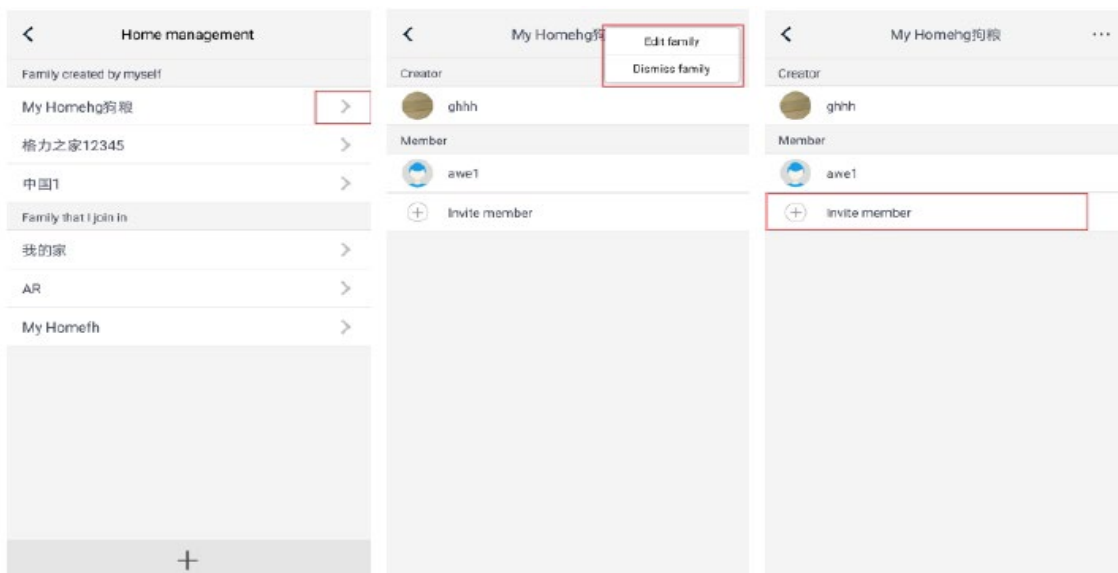 Home management
Family created by myself
My Homehg狗粮
格力之家12345
中国1
Family that I join in
我的家
AR
My Homefh
My Homehg狗
Edit family
Dismiss family
Creator
ghhh
Member
awe1
Invite member
My Homehg狗粮
Creator
ghhh
Member
awe1
Invite member